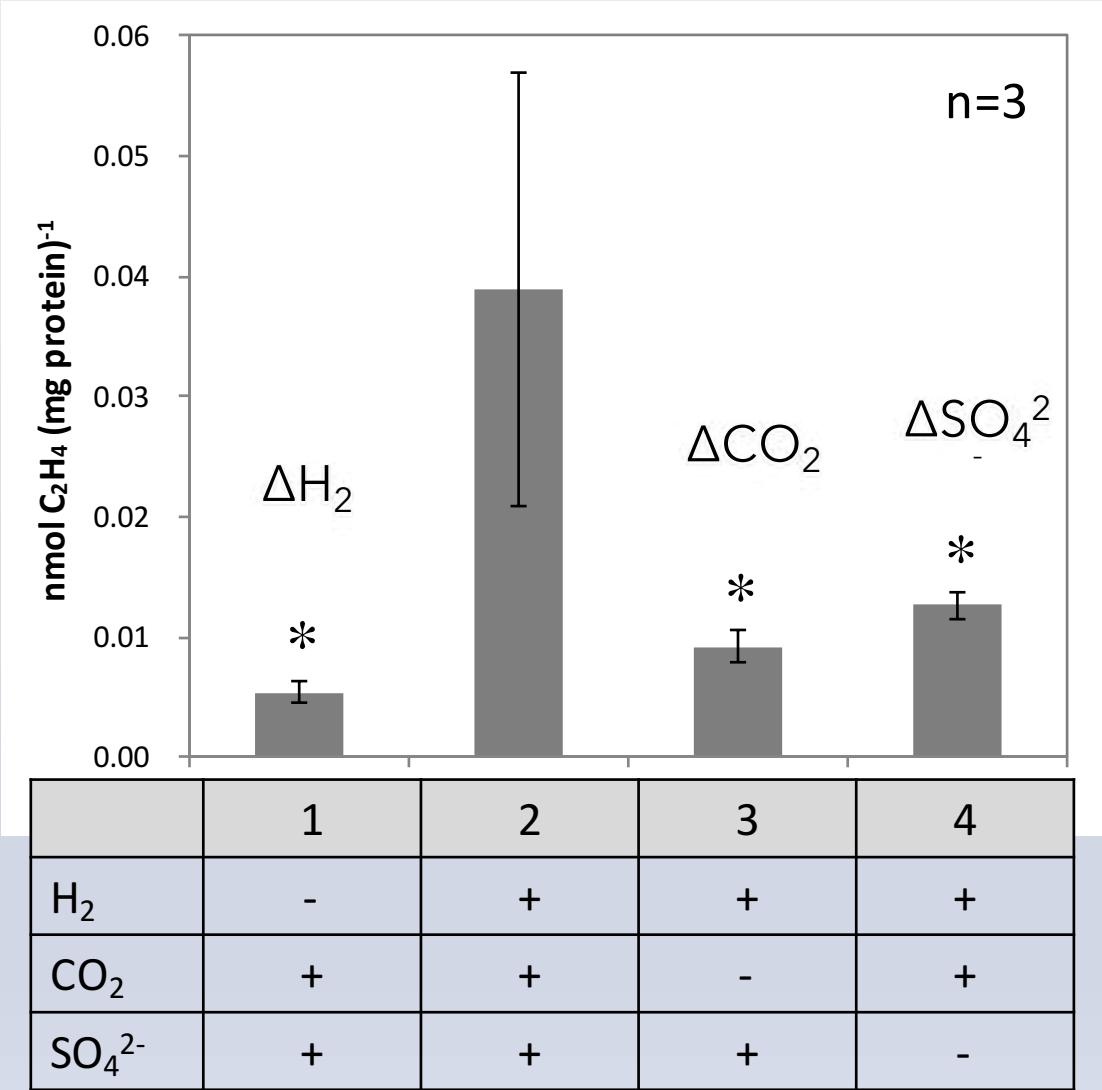 0.06
n=3
0.05
0.04
0.03
0.02
0.01
0.00
nmol C₂H₄ (mg protein)⁻¹
ΔH₂
ΔCO₂
ΔSO₄²
-
*
*
*
1 2 3 4
H₂ - + + +
CO₂ + + - +
SO₄²⁻ + + + -